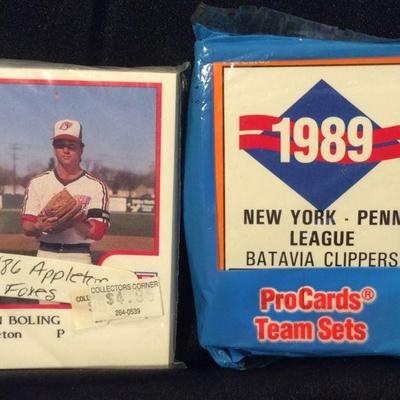 '86 Appleton
Foxes
COLLECTORS CORNER
$4.
264-0539
BOLING
eton P
1989
NEW YORK - PENN
LEAGUE
BATAVIA CLIPPERS
ProCards®
Team Sets